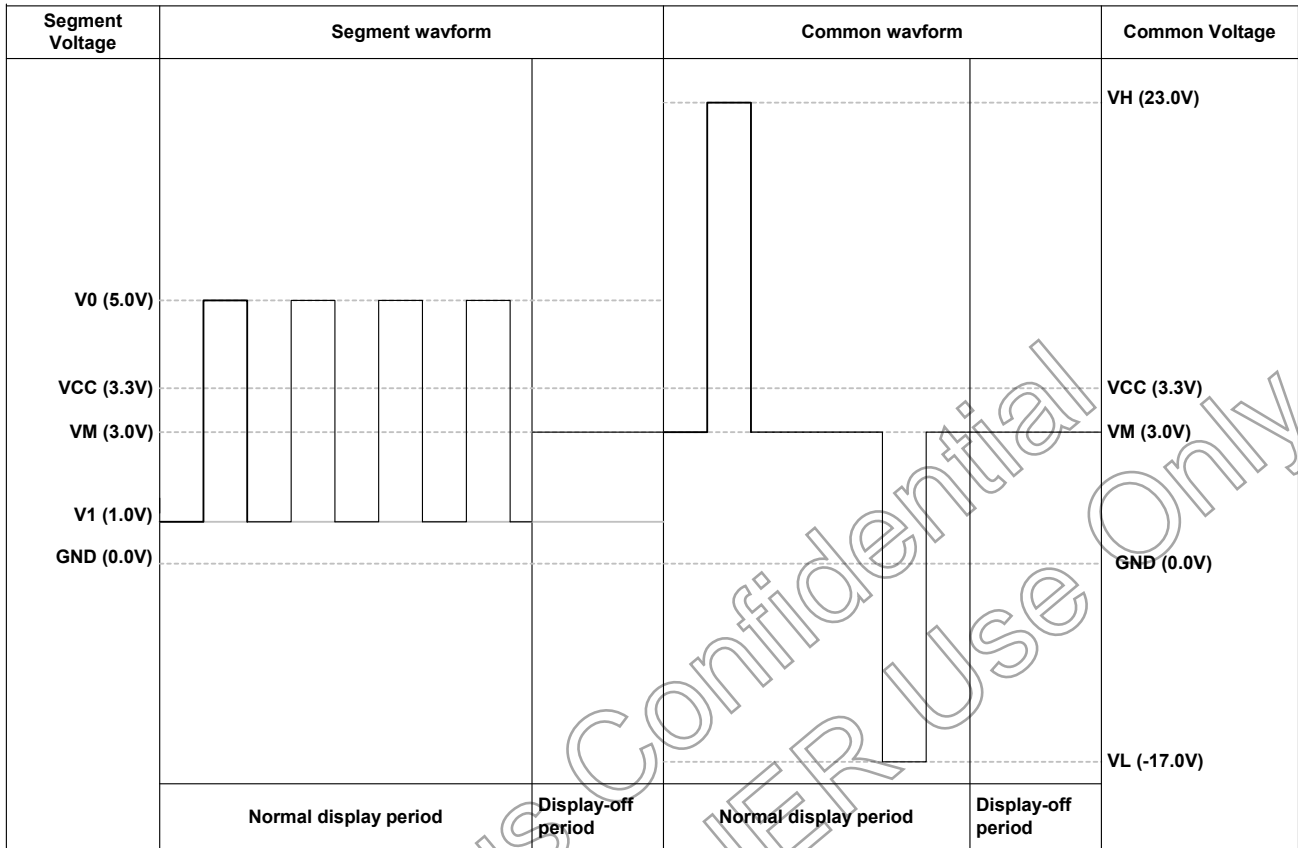 Segment Voltage
Segment wavform
Common wavform
Common Voltage
VH (23.0V)
V0 (5.0V)
VCC (3.3V)
VCC (3.3V)
VM (3.0V)
VM (3.0V)
V1 (1.0V)
GND (0.0V)
GND (0.0V)
VL (-17.0V)
Normal display period
Display-off
period
Normal display period
Display-off
period
Confidential
Use Only